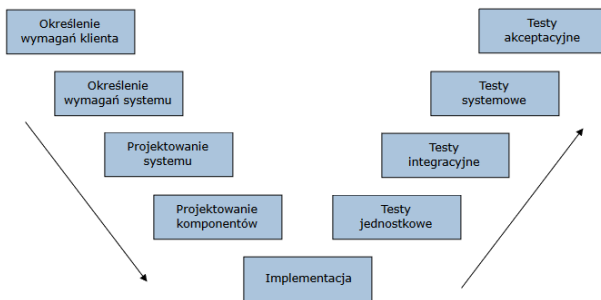 Określenie
wymagań klienta
Testy
akceptacyjne
Określenie
wymagań systemu
Testy
systemowe
Projektowanie
systemu
Testy
integracyjne
Projektowanie
komponentów
Testy
jednostkowe
Implementacja